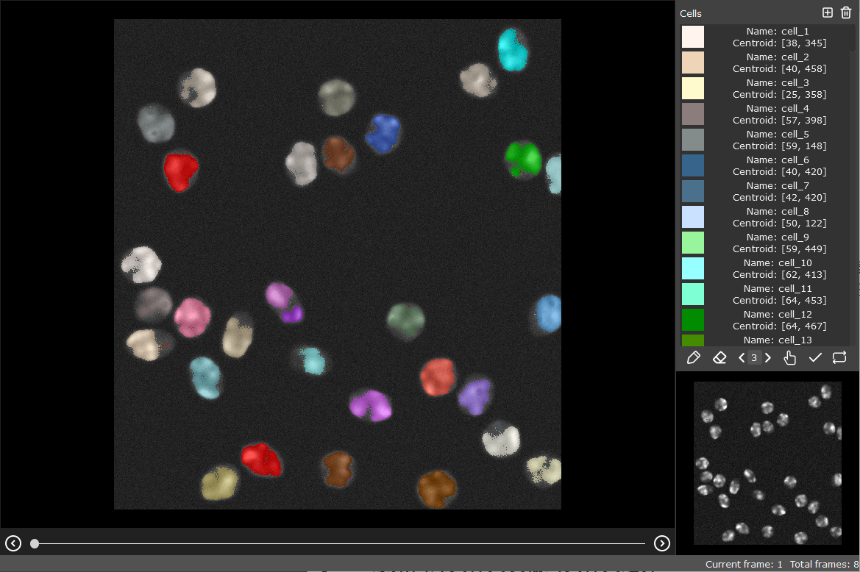 Cells
Name: cell_1
Centroid: [38, 345]
Name: cell_2
Centroid: [40, 458]
Name: cell_3
Centroid: [25, 358]
Name: cell_4
Centroid: [57, 398]
Name: cell_5
Centroid: [59, 148]
Name: cell_6
Centroid: [40, 420]
Name: cell_7
Centroid: [42, 420]
Name: cell_8
Centroid: [50, 122]
Name: cell_9
Centroid: [59, 449]
Name: cell_10
Centroid: [62, 413]
Name: cell_11
Centroid: [64, 453]
Name: cell_12
Centroid: [64, 467]
Name: cell_13
3
Current frame: 1 Total frames: 8